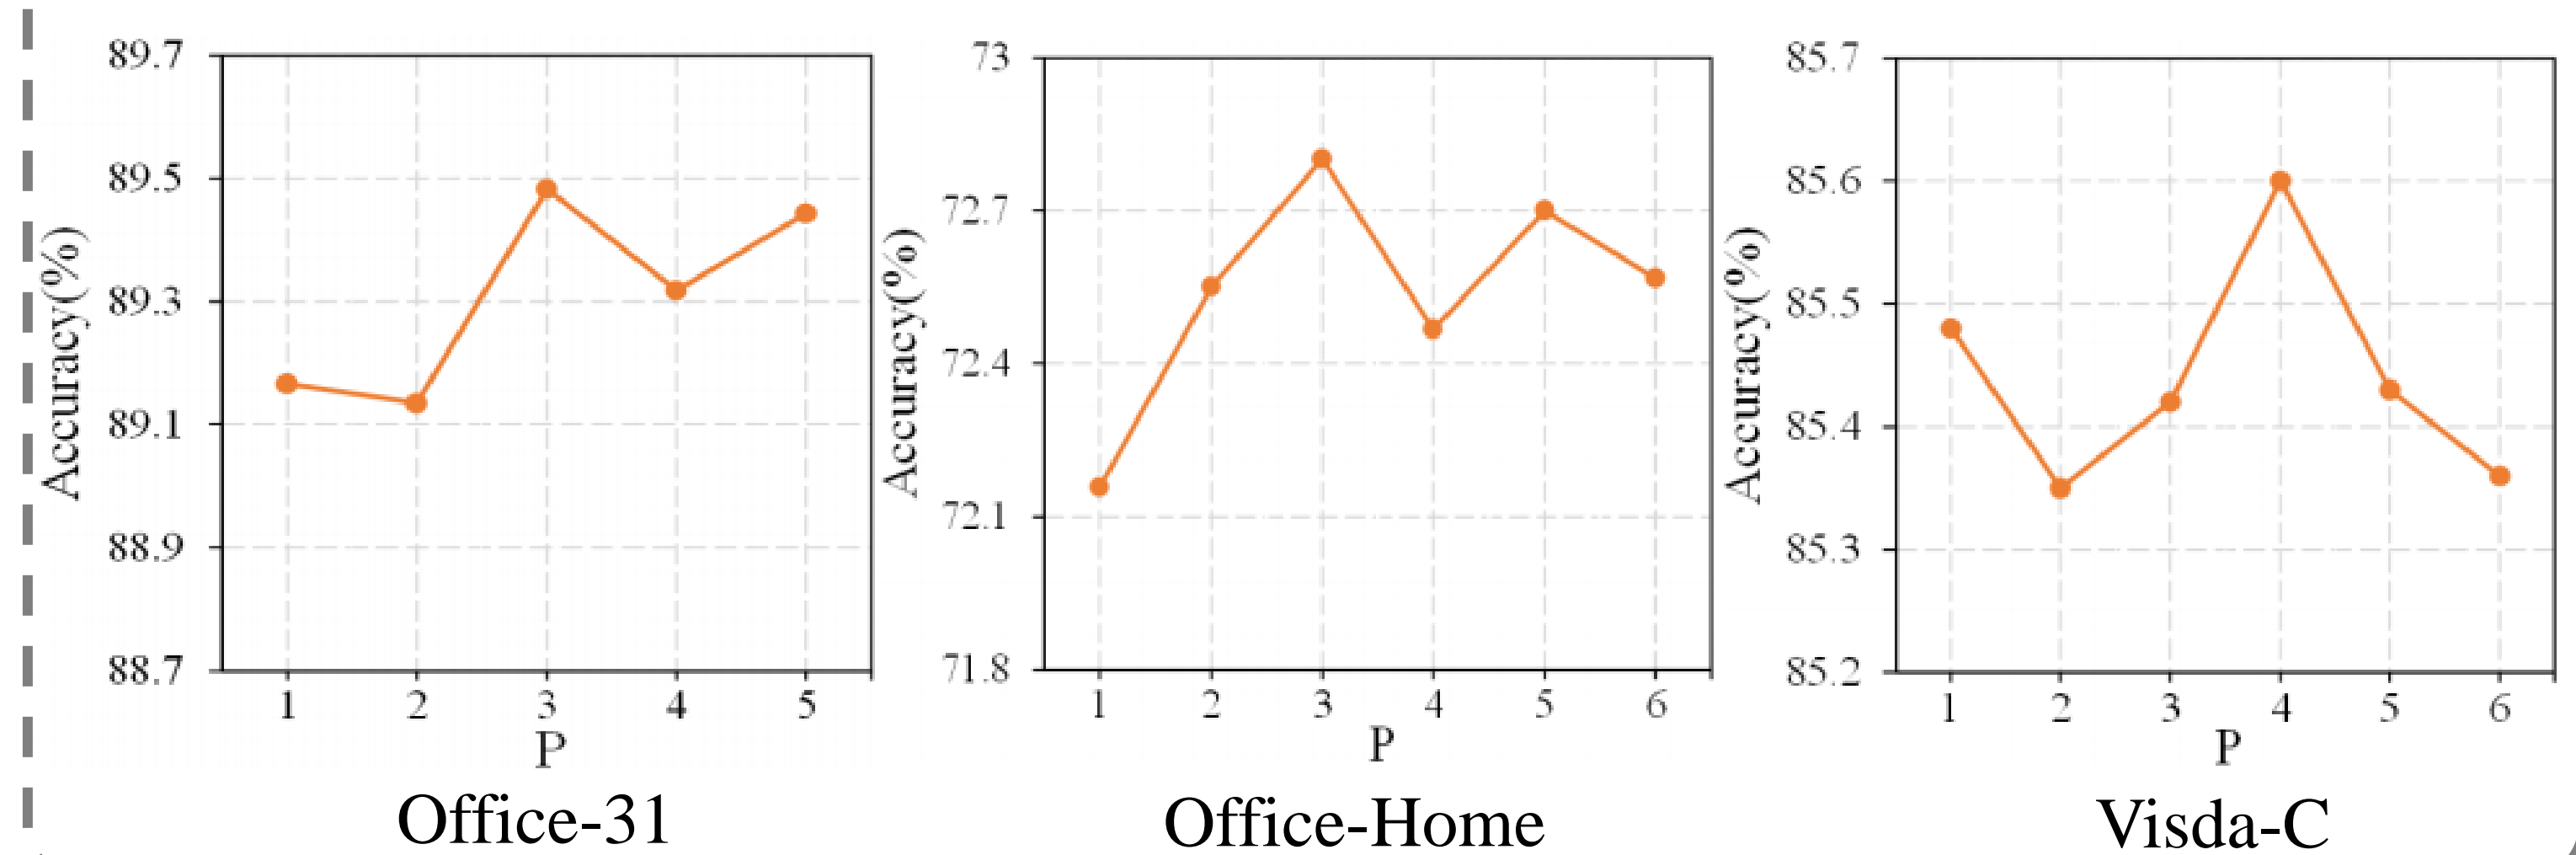 Accuracy(%)
89.7
89.5
89.3
89.1
88.9
88.7
1 2 3 4 5
P
Office-31
Accuracy(%)
73
72.7
72.4
72.1
71.8
1 2 3 4 5 6
P
Office-Home
Accuracy(%)
85.7
85.6
85.5
85.4
85.3
85.2
1 2 3 4 5 6
P
Visda-C